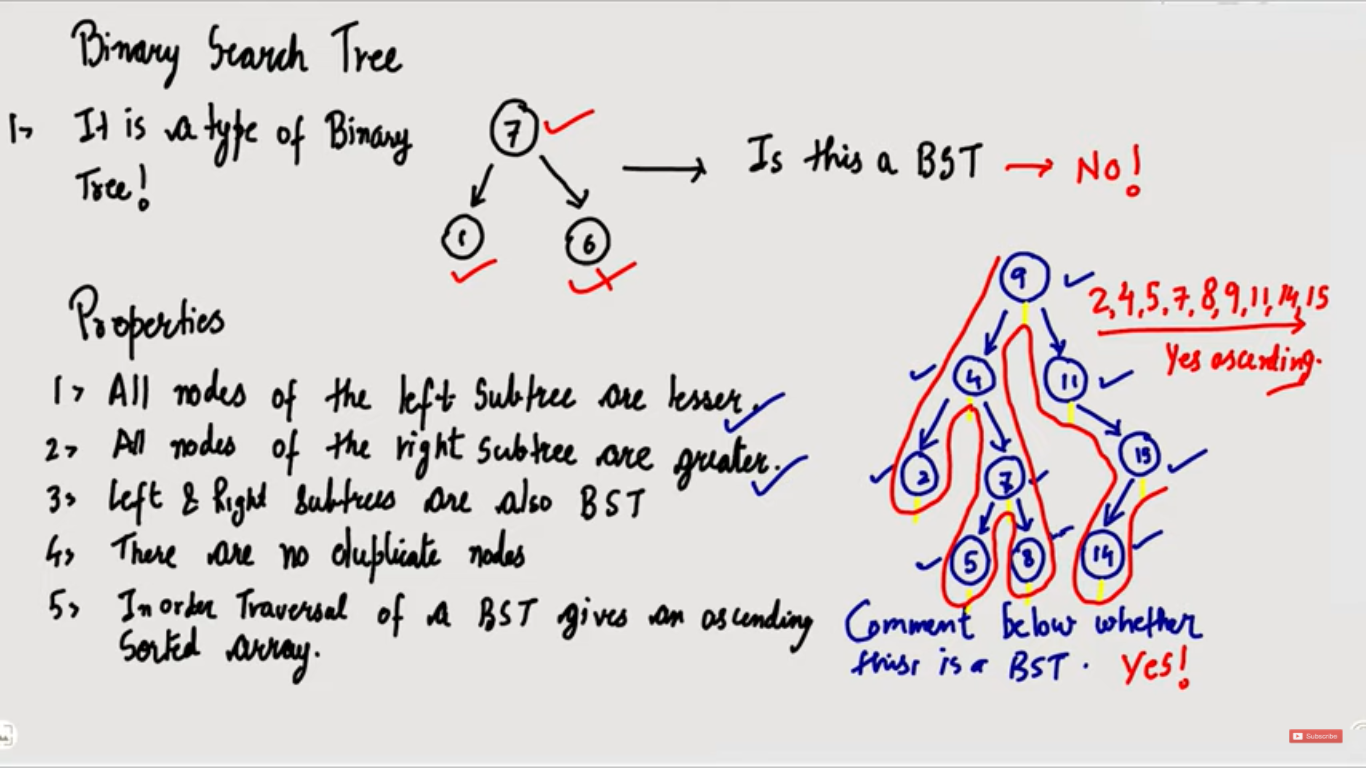 Binary Search Tree
1> It is a type of Binary
Tree!
7
1
6
Is this a BST → No!
Properties
1> All nodes of the left Subtree are lesser.
2> All nodes of the right Subtree are greater.
3> Left & Right Subtrees are also BST
4> There are no duplicate nodes
5> Inorder Traversal of a BST gives an ascending
Sorted array.
9
2,4,5,7,8,9,11,14,15
Yes ascending.
4
11
2
7
15
5
8
14
Comment below whether
this is a BST. Yes!
Subscribe